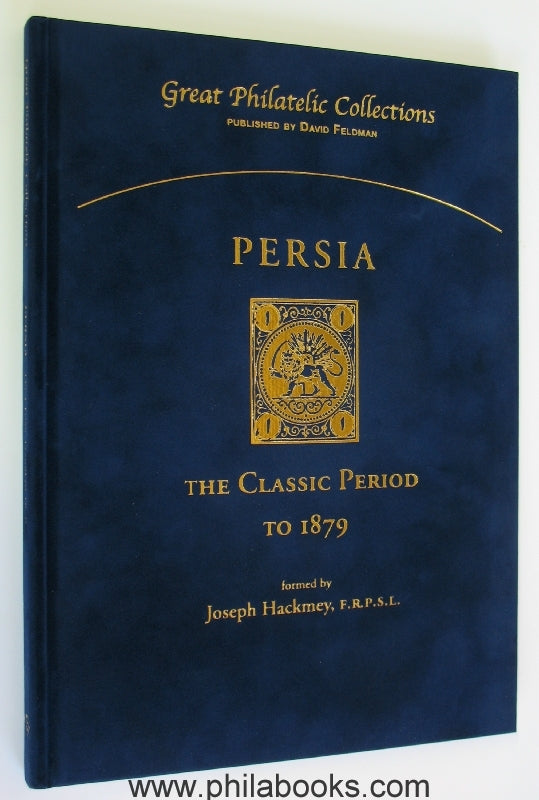 Great Philatelic Collections
PUBLISHED BY DAVID FELDMAN
PERSIA
THE CLASSIC PERIOD
TO 1879
formed by
Joseph Hackmey, F.R.P.S.L.
www.philabooks.com